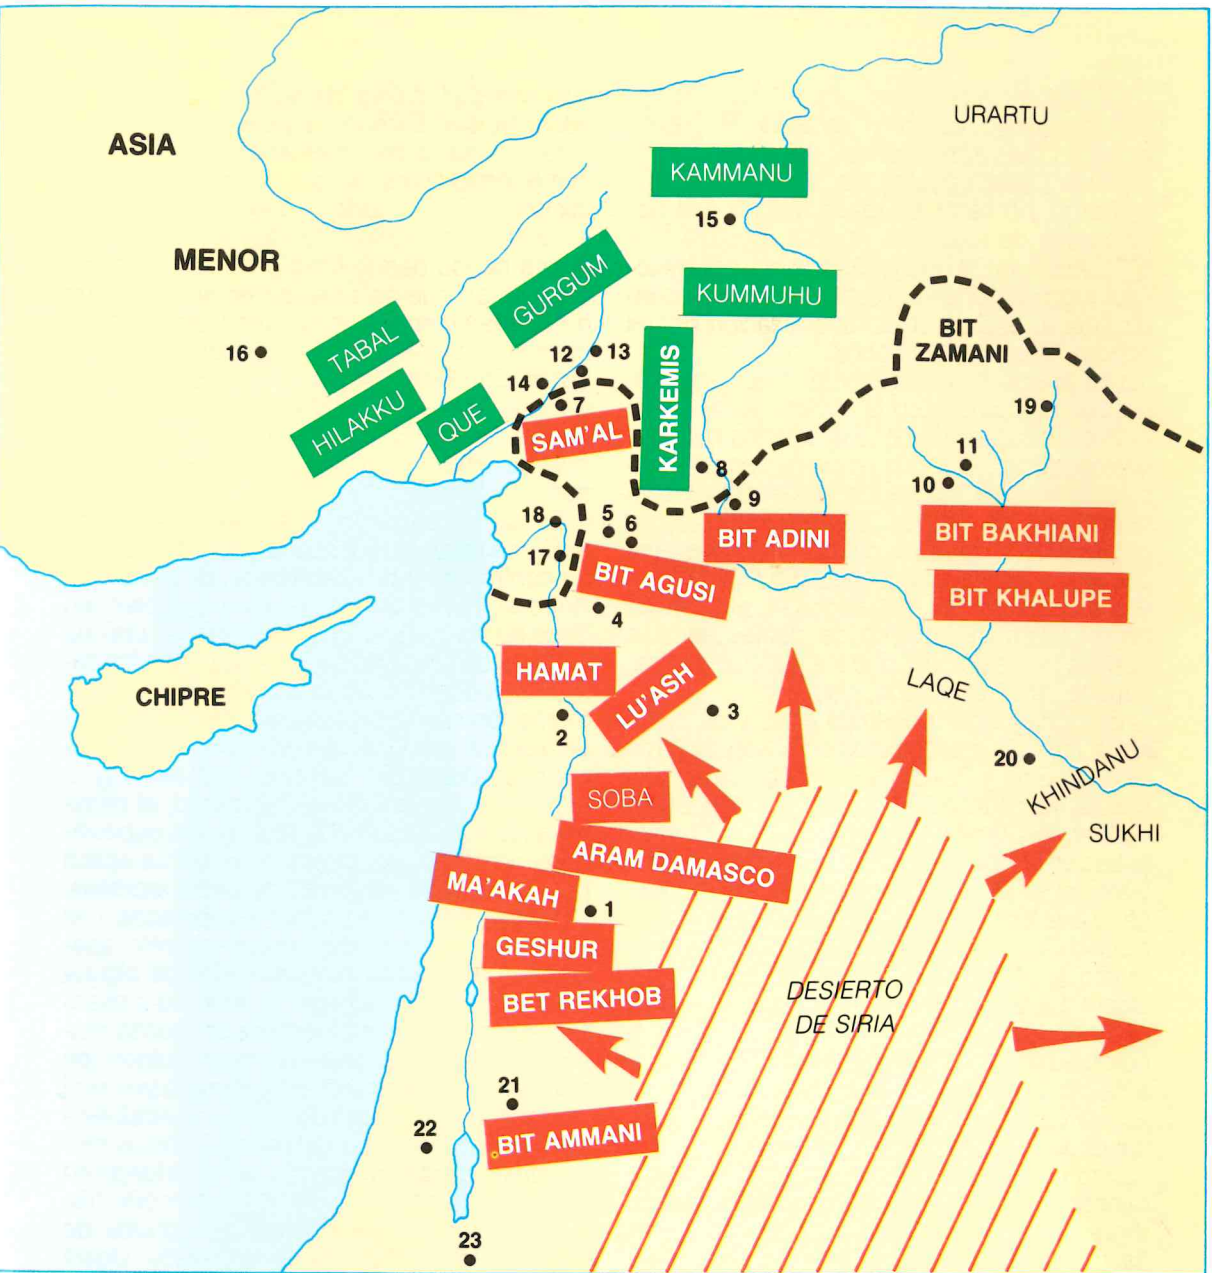 URARTU
ASIA
KAMMANU
15
MENOR
GURGUM
KUMMUHU
BIT
ZAMANI
TABAL
16
12
13
14
7
KARKEMIS
19
HILAKKU
QUE
SAM'AL
8
11
10
9
18
5
6
17
BIT ADINI
BIT BAKHIANI
BIT AGUSI
BIT KHALUPE
4
CHIPRE
HAMAT
LU'ASH
LAQE
2
3
20
KHINDANU
SOBA
SUKHI
ARAM DAMASCO
MA'AKAH
1
GESHUR
BET REKHOB
DESIERTO
DE SIRIA
21
22
BIT AMMANI
23